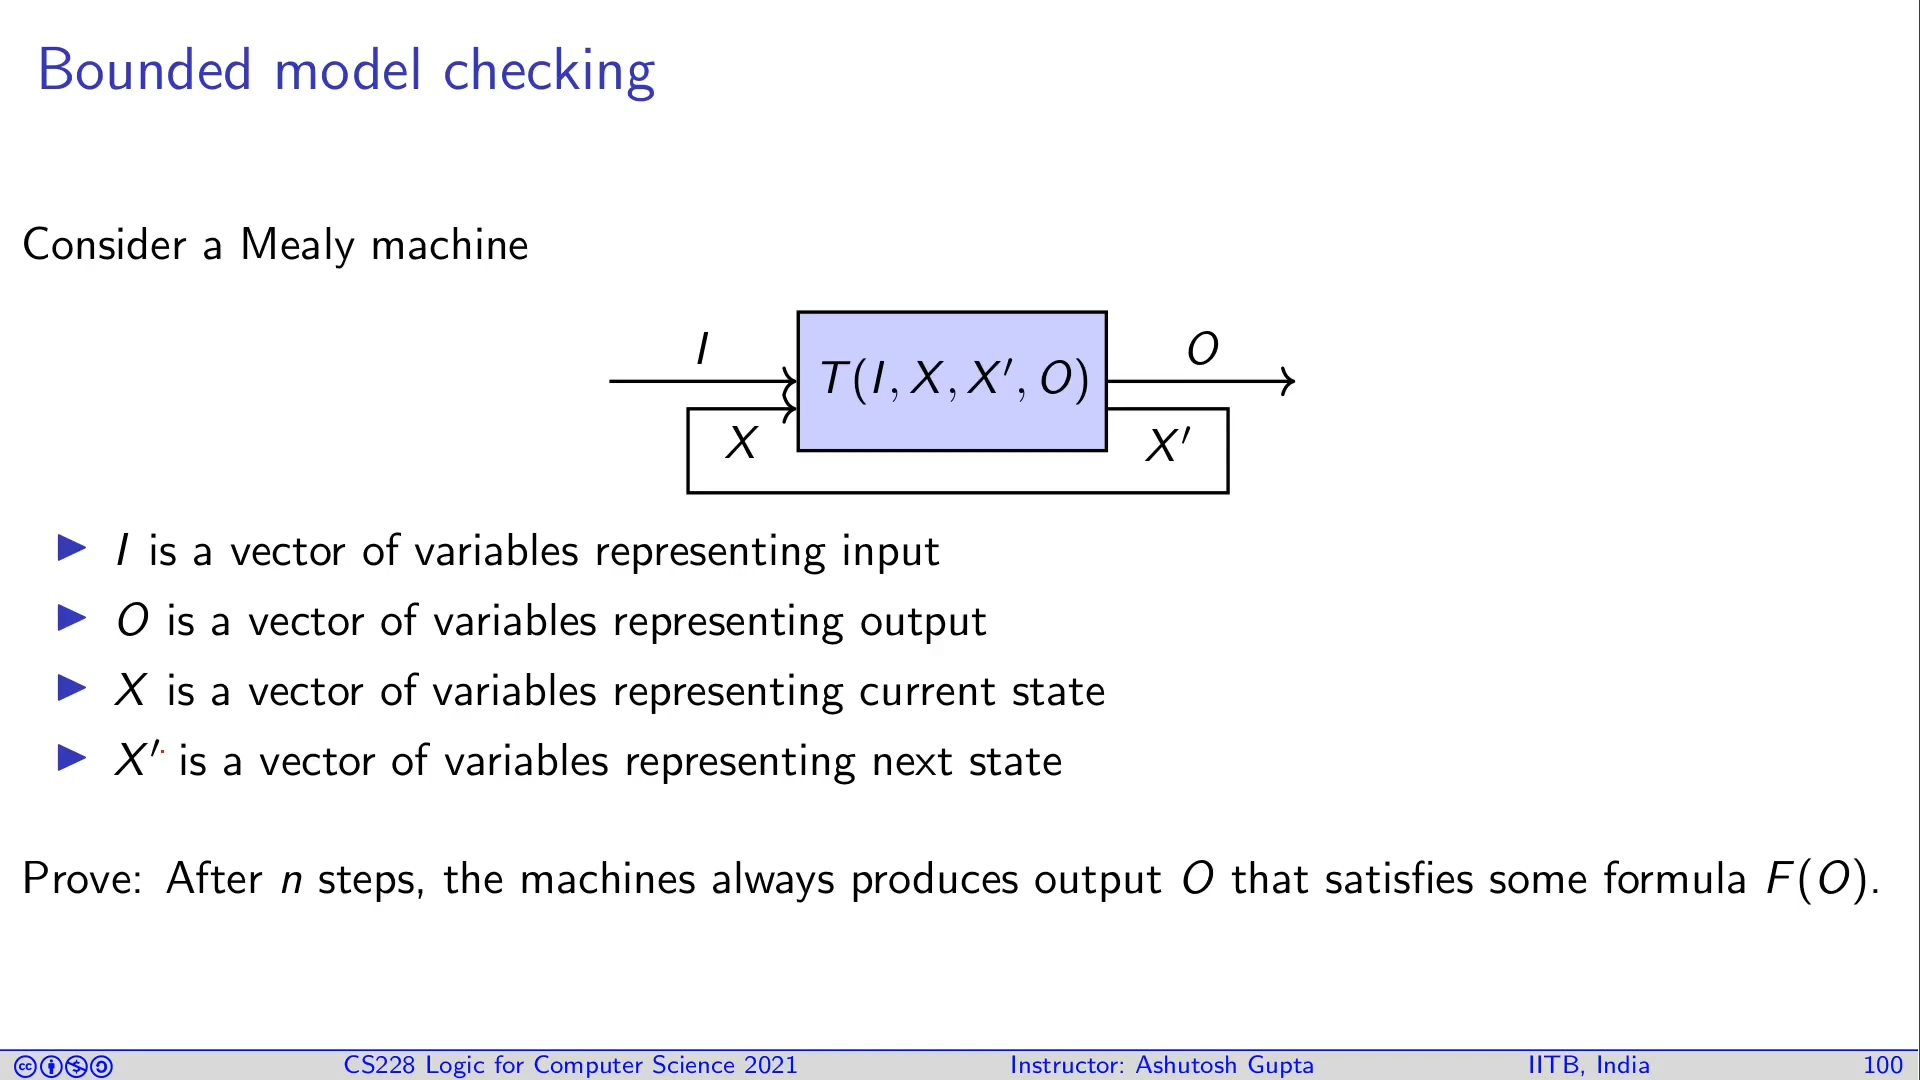 Bounded model checking
Consider a Mealy machine
I
O
T(I, X, X′, O)
X
X′
▶ I is a vector of variables representing input
▶ O is a vector of variables representing output
▶ X is a vector of variables representing current state
▶ X′ is a vector of variables representing next state
Prove: After n steps, the machines always produces output O that satisfies some formula F(O).
CS228 Logic for Computer Science 2021 Instructor: Ashutosh Gupta IITB, India 100